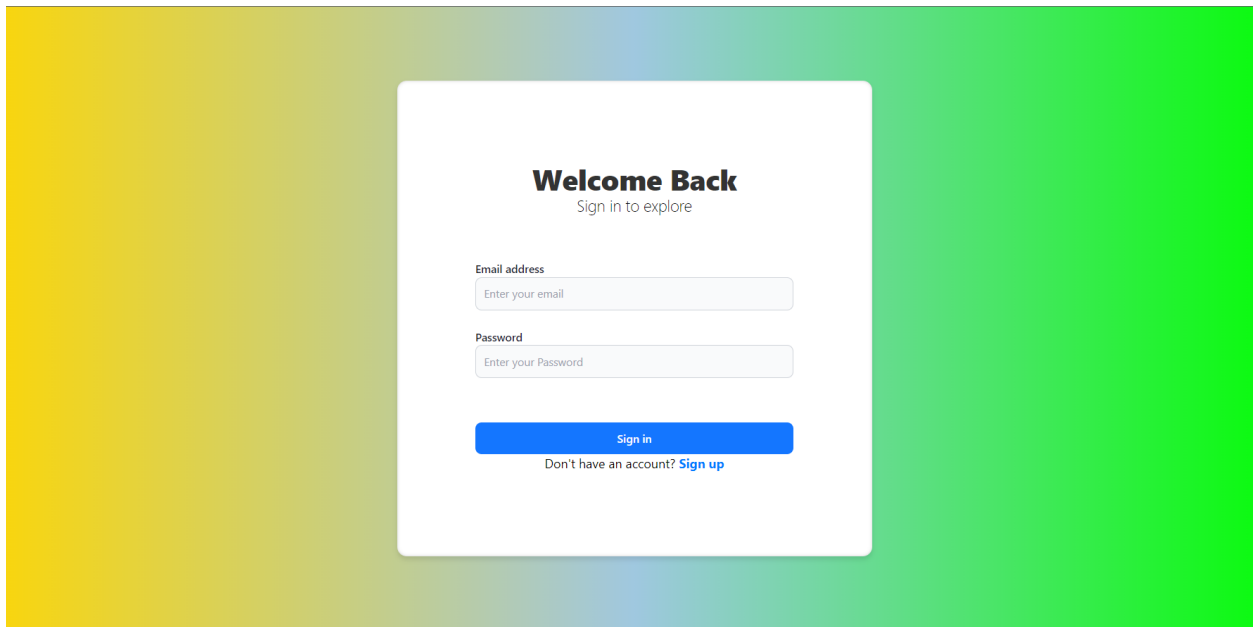 Welcome Back
Sign in to explore
Email address
Enter your email
Password
Enter your Password
Sign in
Don't have an account? Sign up